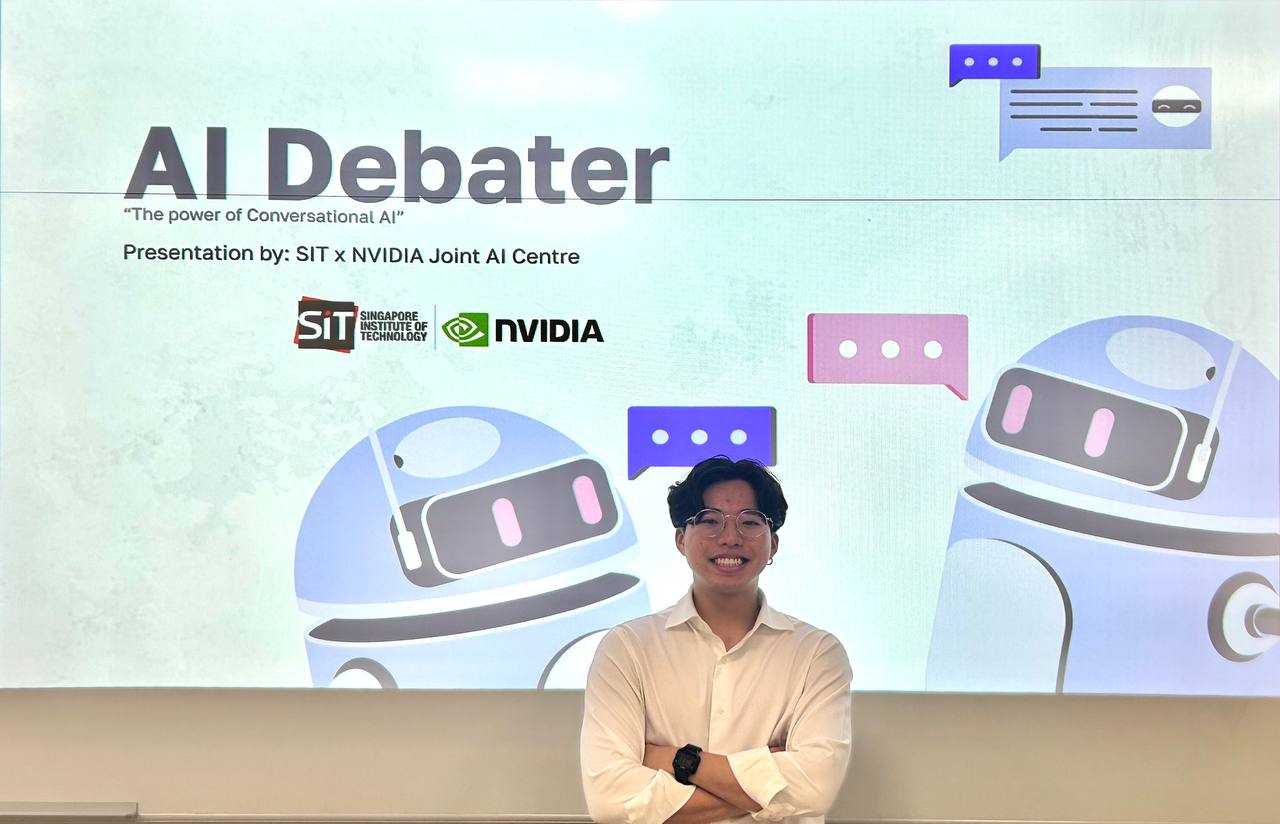 AI Debater
“The power of Conversational AI”
Presentation by: SIT x NVIDIA Joint AI Centre
SiT
SINGAPORE
INSTITUTE OF
TECHNOLOGY
NVIDIA